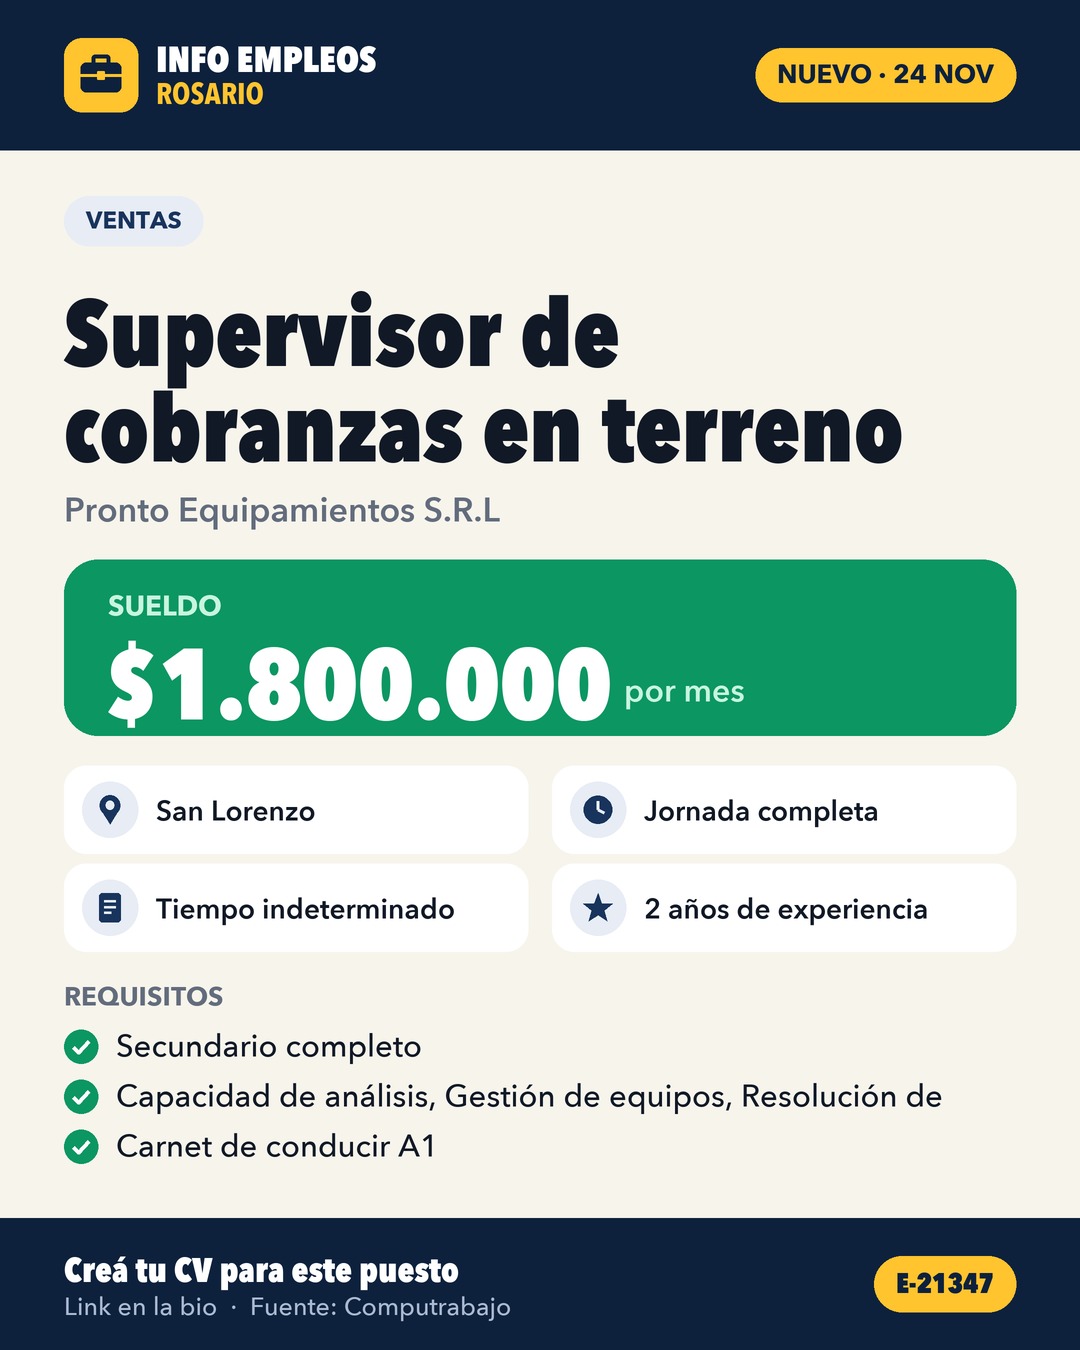 INFO EMPLEOS
ROSARIO
NUEVO · 24 NOV
VENTAS
Supervisor de
cobranzas en terreno
Pronto Equipamientos S.R.L
SUELDO
$1.800.000 por mes
San Lorenzo
Jornada completa
Tiempo indeterminado
2 años de experiencia
REQUISITOS
Secundario completo
Capacidad de análisis, Gestión de equipos, Resolución de
Carnet de conducir A1
Creá tu CV para este puesto
Link en la bio · Fuente: Computrabajo
E-21347